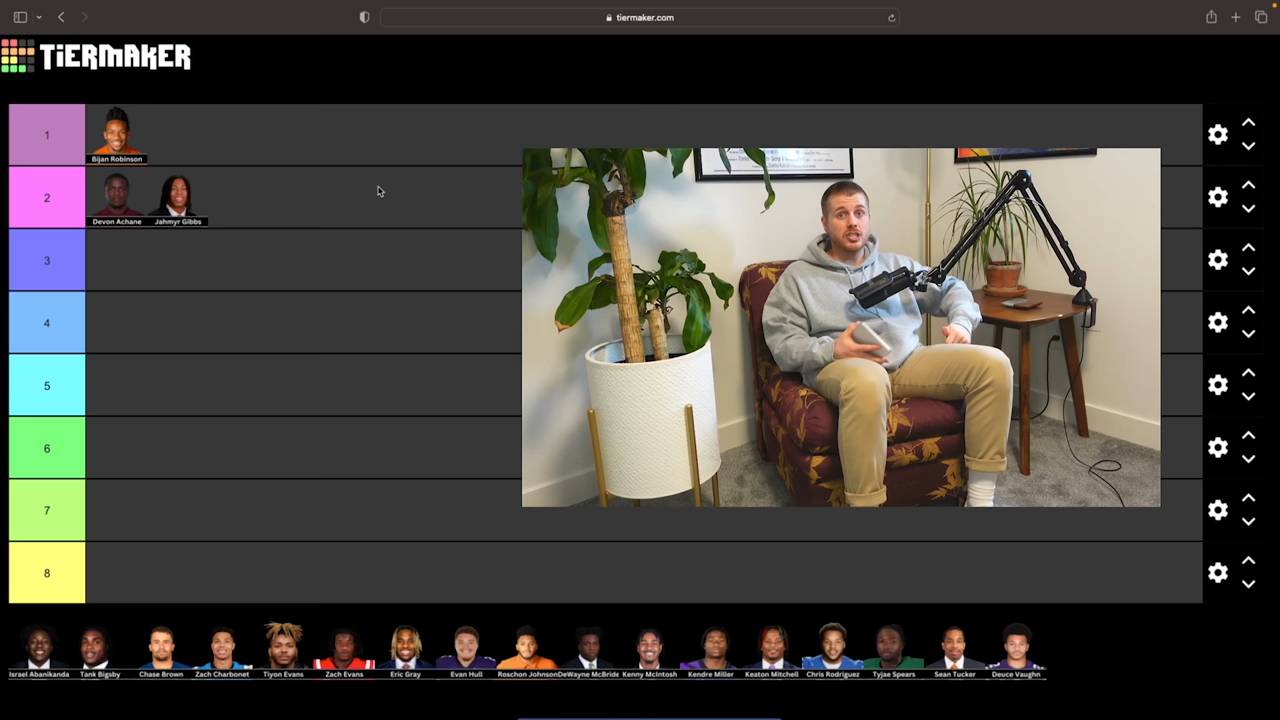 tiermaker.com
TiERMAKER
1
Bijan Robinson
2
Devon Achane
Jahmyr Gibbs
3
4
5
6
7
8
Israel Abanikanda
Tank Bigsby
Chase Brown
Zach Charbonet
Tiyon Evans
Zach Evans
Eric Gray
Evan Hull
Roschon Johnson
DeWayne McBride
Kenny McIntosh
Kendre Miller
Keaton Mitchell
Chris Rodriguez
Tyjae Spears
Sean Tucker
Deuce Vaughn